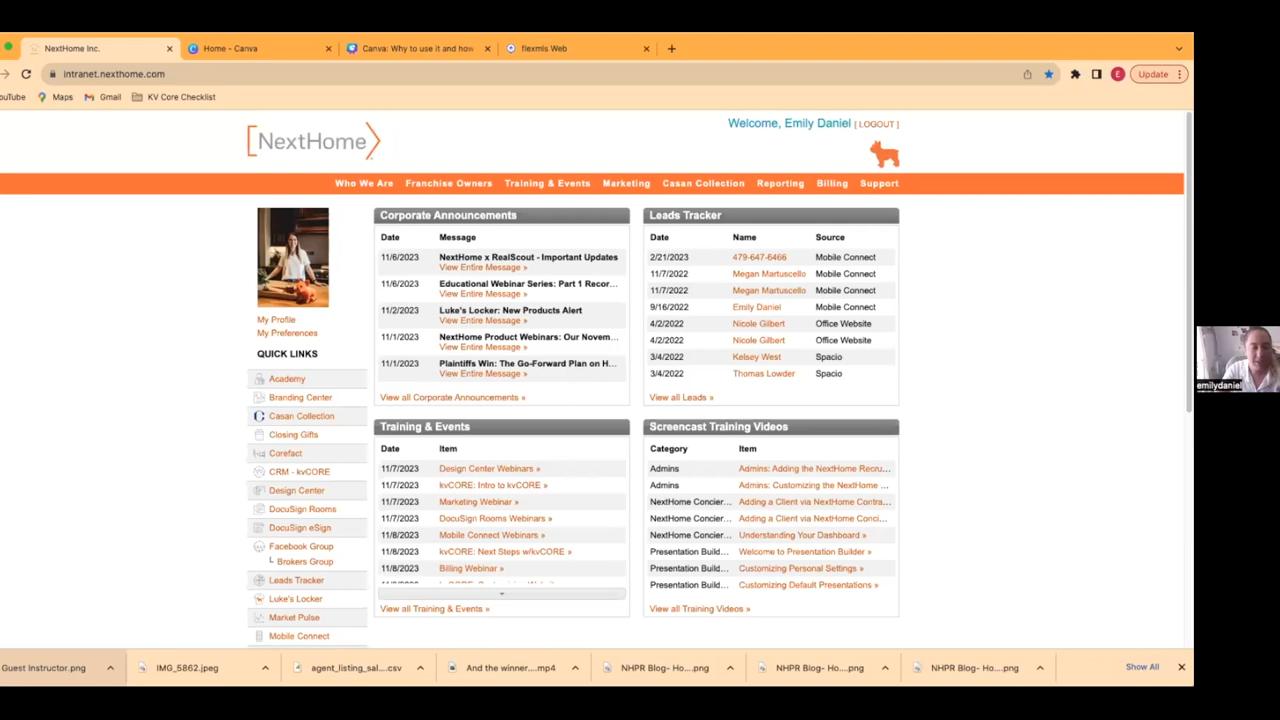 NextHome Inc.
Home - Canva
Canva: Why to use it and how
flexmls Web
intranet.nexthome.com
E
Update
ouTube
Maps
Gmail
KV Core Checklist
NextHome
Welcome, Emily Daniel [ LOGOUT ]
Who We Are
Franchise Owners
Training & Events
Marketing
Casan Collection
Reporting
Billing
Support
My Profile
My Preferences
QUICK LINKS
Academy
Branding Center
Casan Collection
Closing Gifts
Corefact
CRM - kvCORE
Design Center
DocuSign Rooms
DocuSign eSign
Facebook Group
Brokers Group
Leads Tracker
Luke's Locker
Market Pulse
Mobile Connect
Corporate Announcements
Date Message
11/6/2023 NextHome x RealScout - Important Updates
View Entire Message »
11/6/2023 Educational Webinar Series: Part 1 Recor...
View Entire Message »
11/2/2023 Luke's Locker: New Products Alert
View Entire Message »
11/1/2023 NextHome Product Webinars: Our Novem...
View Entire Message »
11/1/2023 Plaintiffs Win: The Go-Forward Plan on H...
View Entire Message »
View all Corporate Announcements »
Leads Tracker
Date Name Source
2/21/2023 479-647-6466 Mobile Connect
11/7/2022 Megan Martuscello Mobile Connect
11/7/2022 Megan Martuscello Mobile Connect
9/16/2022 Emily Daniel Mobile Connect
4/2/2022 Nicole Gilbert Office Website
4/2/2022 Nicole Gilbert Office Website
3/4/2022 Kelsey West Spacio
3/4/2022 Thomas Lowder Spacio
View all Leads »
Training & Events
Date Item
11/7/2023 Design Center Webinars »
11/7/2023 kvCORE: Intro to kvCORE »
11/7/2023 Marketing Webinar »
11/7/2023 DocuSign Rooms Webinars »
11/8/2023 Mobile Connect Webinars »
11/8/2023 kvCORE: Next Steps w/kvCORE »
11/8/2023 Billing Webinar »
View all Training & Events »
Screencast Training Videos
Category Item
Admins Admins: Adding the NextHome Recru...
Admins Admins: Customizing the NextHome ...
NextHome Concier... Adding a Client via NextHome Contra...
NextHome Concier... Adding a Client via NextHome Conci...
NextHome Concier... Understanding Your Dashboard »
Presentation Build... Welcome to Presentation Builder »
Presentation Build... Customizing Personal Settings »
Presentation Build... Customizing Default Presentations »
View all Training Videos »
emilydaniel
Guest Instructor.png
IMG_5862.jpeg
agent_listing_sal....csv
And the winner....mp4
NHPR Blog- Ho....png
NHPR Blog- Ho....png
NHPR Blog- Ho....png
Show All